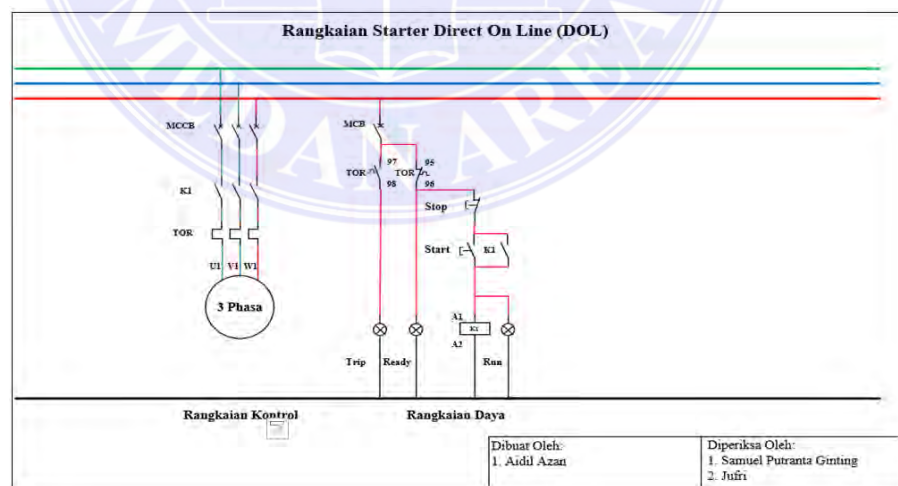 MEDAN AREA
Rangkaian Starter Direct On Line (DOL)
MCCB
MCB
97
95
TOR
TOR
98
96
K1
Stop
TOR
Start
K1
U1 V1 W1
3 Phasa
A1
K1
A2
Trip
Ready
Run
Rangkaian Kontrol
Rangkaian Daya
Dibuat Oleh:
1. Aidil Azan
Diperiksa Oleh:
1. Samuel Putranta Ginting
2. Jufri